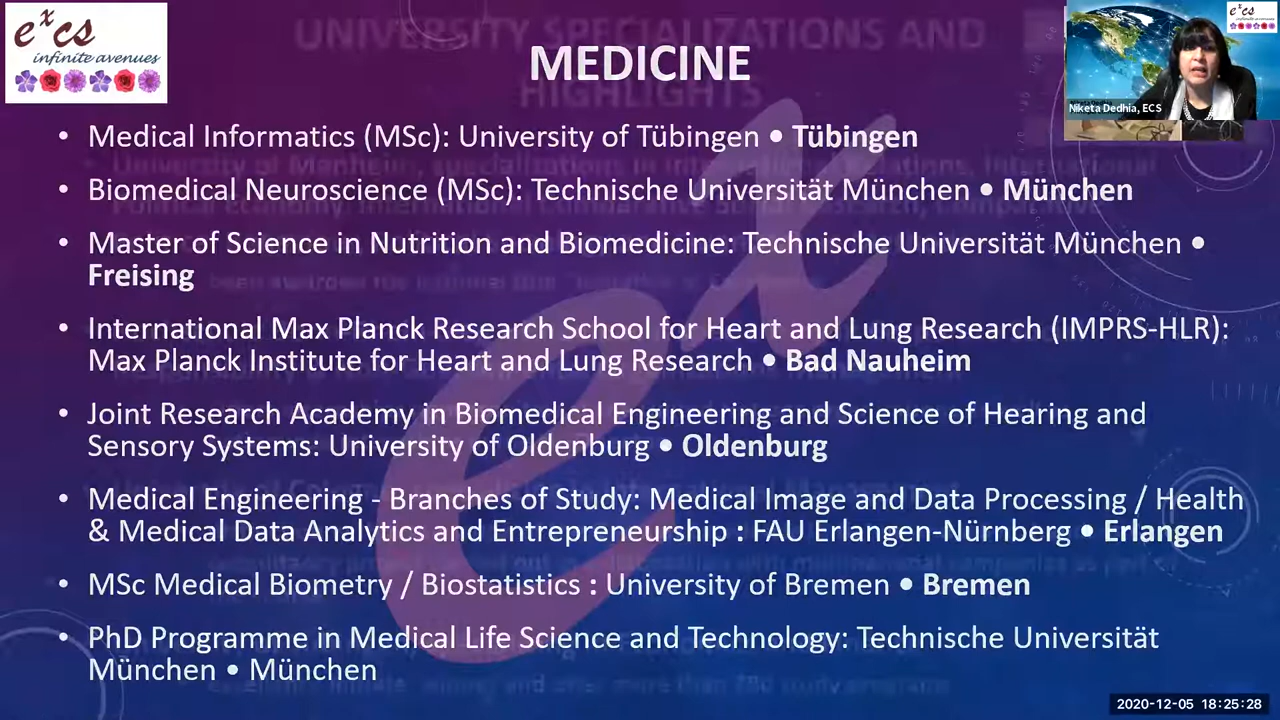 e^x cs
infinite avenues
MEDICINE
Niketa Dedhia, ECS
• Medical Informatics (MSc): University of Tübingen • Tübingen
• Biomedical Neuroscience (MSc): Technische Universität München • München
• Master of Science in Nutrition and Biomedicine: Technische Universität München •
Freising
• International Max Planck Research School for Heart and Lung Research (IMPRS-HLR):
Max Planck Institute for Heart and Lung Research • Bad Nauheim
• Joint Research Academy in Biomedical Engineering and Science of Hearing and
Sensory Systems: University of Oldenburg • Oldenburg
• Medical Engineering - Branches of Study: Medical Image and Data Processing / Health
& Medical Data Analytics and Entrepreneurship : FAU Erlangen-Nürnberg • Erlangen
• MSc Medical Biometry / Biostatistics : University of Bremen • Bremen
• PhD Programme in Medical Life Science and Technology: Technische Universität
München • München
2020-12-05 18:25:28